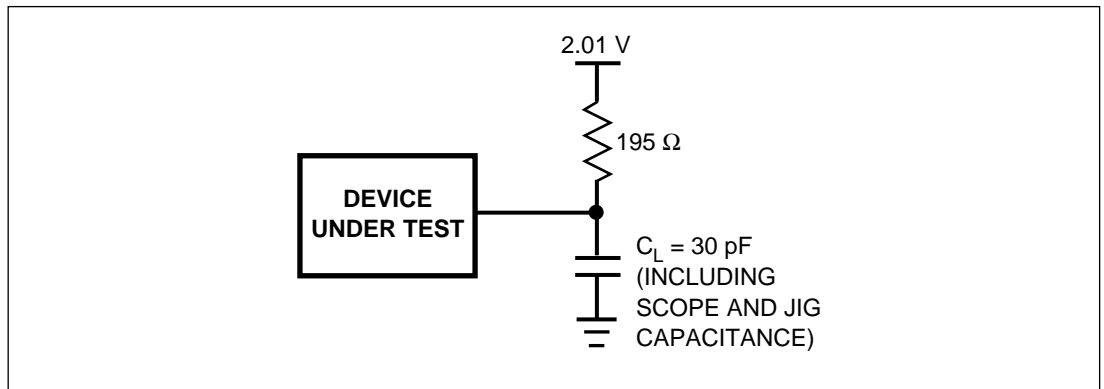 2.01 V
195 Ω
DEVICE
UNDER TEST
C_L = 30 pF
(INCLUDING
SCOPE AND JIG
CAPACITANCE)